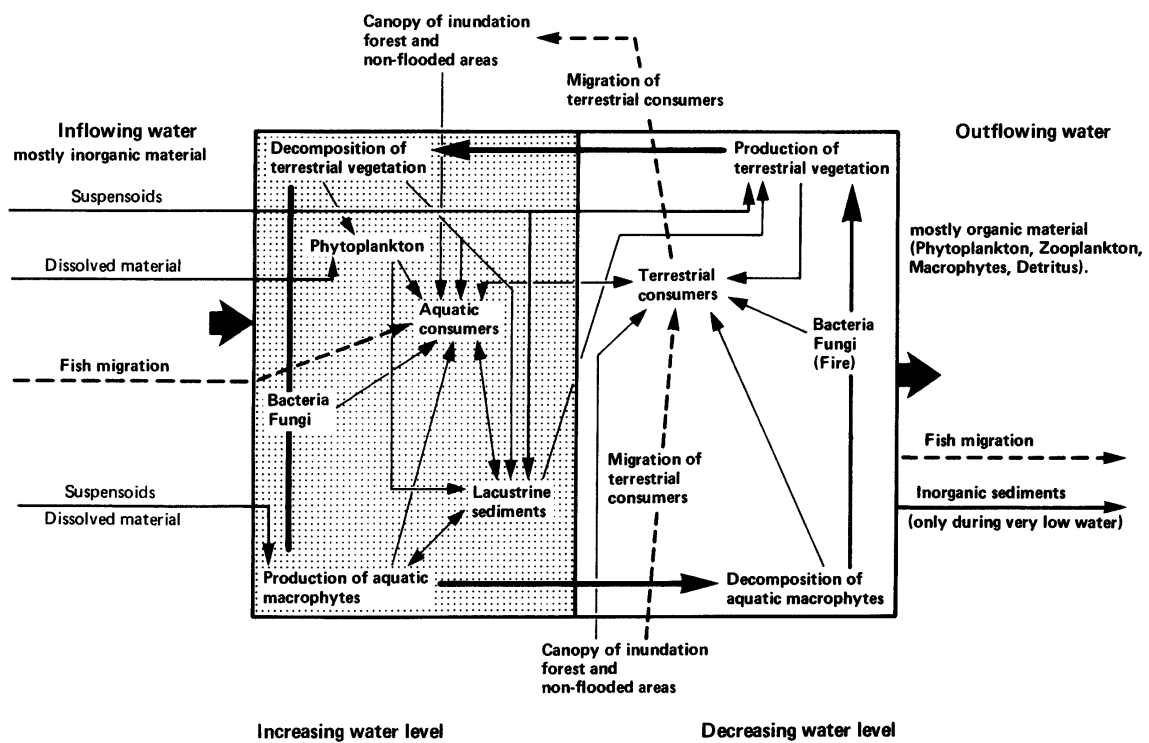 Canopy of inundation
forest and
non-flooded areas
Migration of
terrestrial consumers
Inflowing water
mostly inorganic material
Outflowing water
Decomposition of
terrestrial vegetation
Production of
terrestrial vegetation
Suspensoids
mostly organic material
(Phytoplankton, Zooplankton,
Macrophytes, Detritus).
Phytoplankton
Dissolved material
Terrestrial
consumers
Aquatic
consumers
Bacteria
Fungi
(Fire)
Fish migration
Bacteria
Fungi
Fish migration
Migration of
terrestrial
consumers
Suspensoids
Dissolved material
Lacustrine
sediments
Inorganic sediments
(only during very low water)
Production of aquatic
macrophytes
Decomposition of
aquatic macrophytes
Canopy of inundation
forest and
non-flooded areas
Increasing water level
Decreasing water level